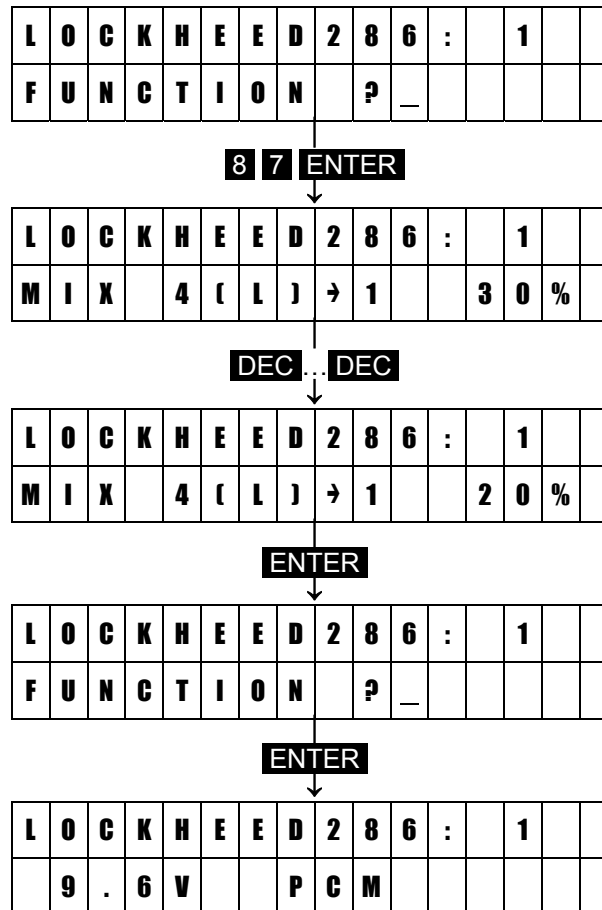 LOCKHEED286: 1
FUNCTION ?_
8 7 ENTER
LOCKHEED286: 1
MIX 4(L)→1 30%
DEC...DEC
LOCKHEED286: 1
MIX 4(L)→1 20%
ENTER
LOCKHEED286: 1
FUNCTION ?_
ENTER
LOCKHEED286: 1
9.6V PCM